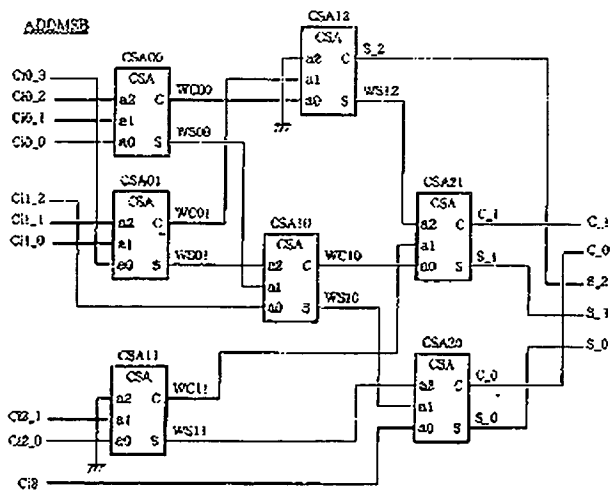 ADDMSB
CSA12
CSA
a2 C S_2
a1
a0 S WS12
CSA00
CSA
Ci0_3
Ci0_2 a2 C WC00
Ci0_1 a1
Ci0_0 a0 S WS00
CSA01
CSA
Ci1_2
Ci1_1 a2 C WC01
Ci1_0 a1
a0 S WS01
CSA10
CSA
a2 C WC10
a1
a0 S WS10
CSA21
CSA
a2 C C_1
a1
a0 S S_1
C_1
C_0
S_2
S_1
S_0
CSA11
CSA
a2 C WC11
Ci2_1 a1
Ci2_0 a0 S WS11
CSA20
CSA
a2 C C_0
a1
a0 S S_0
Ci3